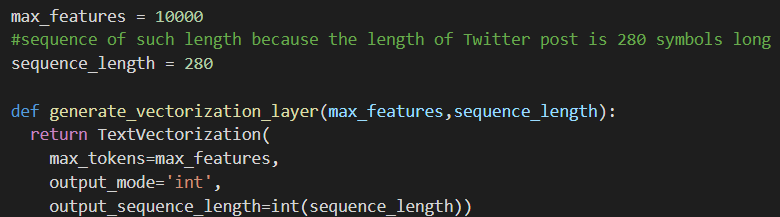 max_features = 10000
#sequence of such length because the length of Twitter post is 280 symbols long
sequence_length = 280

def generate_vectorization_layer(max_features,sequence_length):
  return TextVectorization(
    max_tokens=max_features,
    output_mode='int',
    output_sequence_length=int(sequence_length))